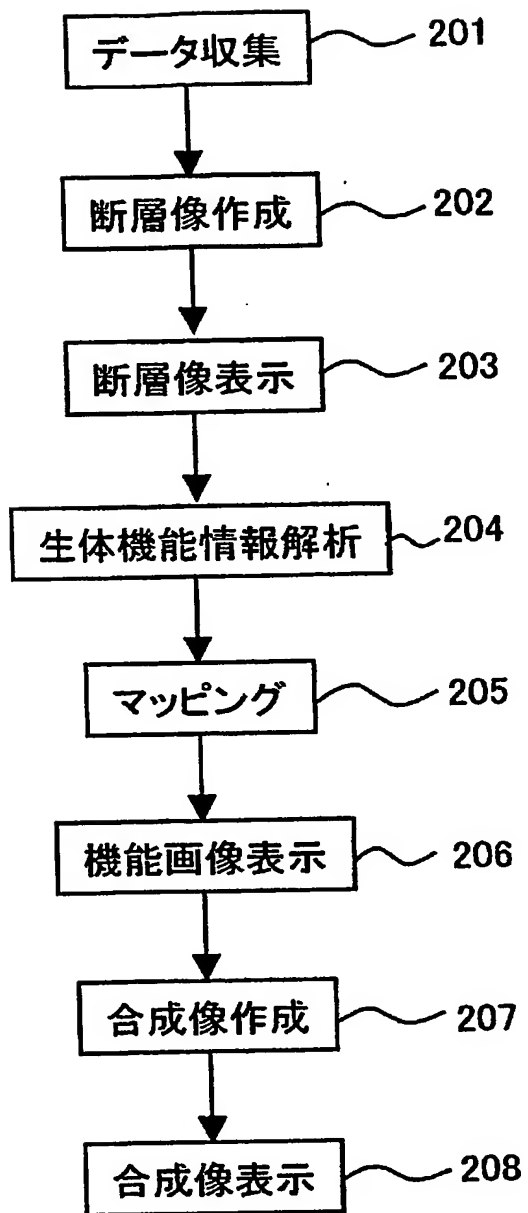 データ収集 201
断層像作成 202
断層像表示 203
生体機能情報解析 204
マッピング 205
機能画像表示 206
合成像作成 207
合成像表示 208